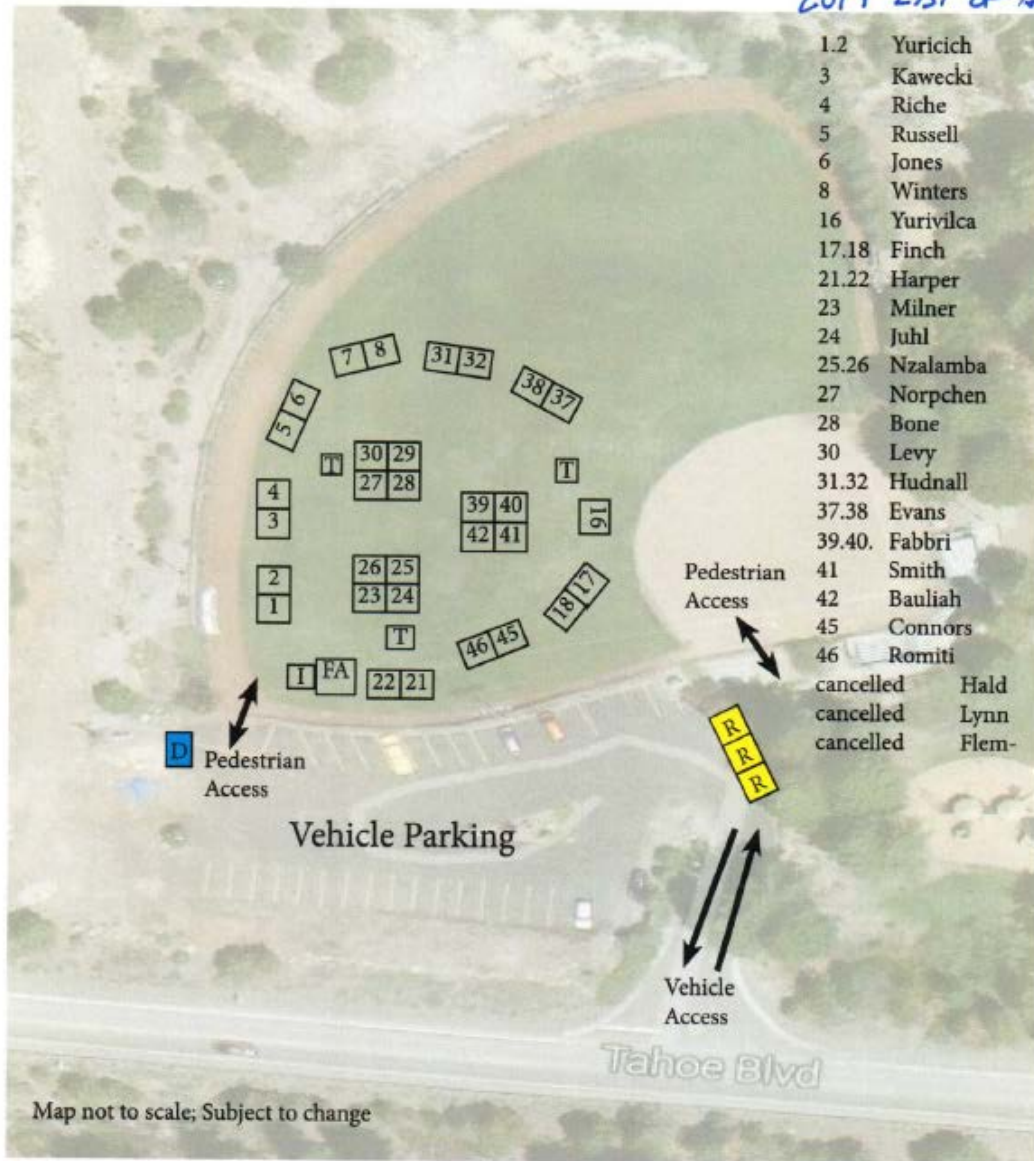 COPY LIST OF
1.2 Yuricich
3 Kawecki
4 Riche
5 Russell
6 Jones
8 Winters
16 Yurivilca
17.18 Finch
21.22 Harper
23 Milner
24 Juhl
25.26 Nzalamba
27 Norpchen
28 Bone
30 Levy
31.32 Hudnall
37.38 Evans
39.40. Fabbri
41 Smith
42 Bauliah
45 Connors
46 Romiti
cancelled Hald
cancelled Lynn
cancelled Flem-
7 8
31 32
38 37
5 6
T
30 29
27 28
T
4
3
39 40
42 41
16
2
1
26 25
23 24
18 17
T
46 45
I FA
22 21
Pedestrian
Access
D
Pedestrian
Access
R
R
R
Vehicle Parking
Vehicle
Access
Tahoe Blvd
Map not to scale; Subject to change